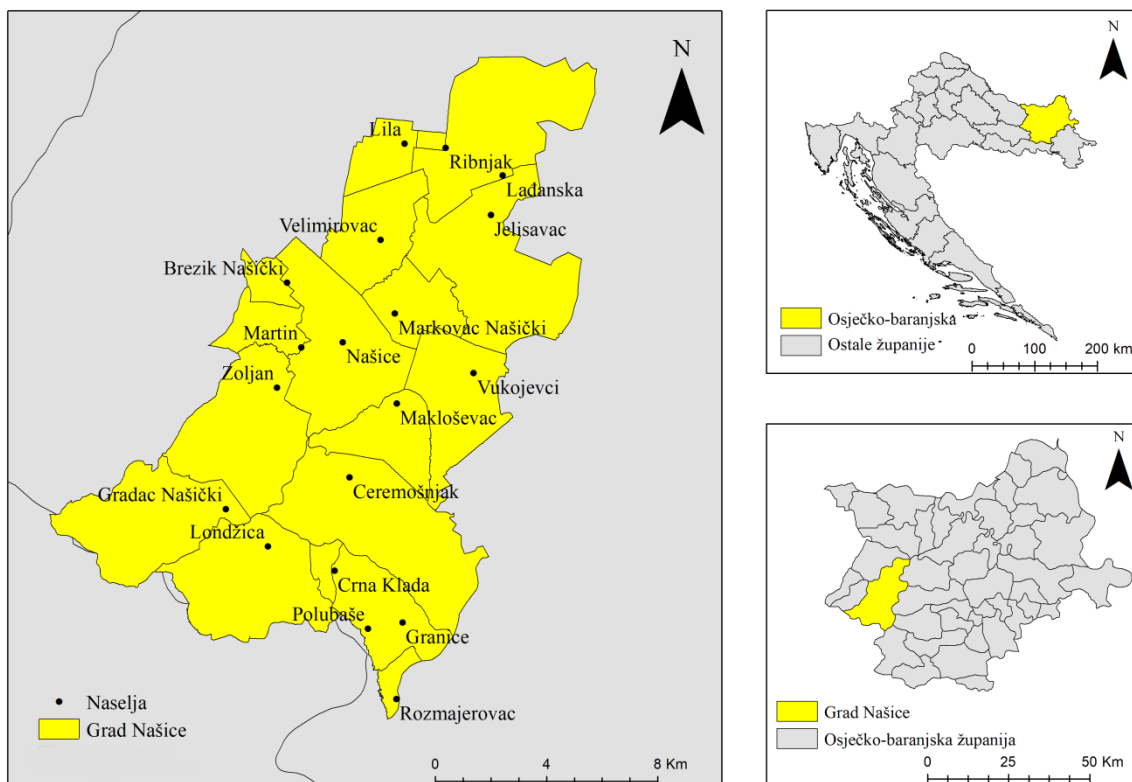 N
Lila
Ribnjak
Lađanska
Jelisavac
Velimirovac
Brezik Našički
Markovac Našički
Martin
Našice
Zoljan
Vukojevci
Makloševac
Ceremošnjak
Gradac Našički
Londžica
Crna Klada
Polubaše
Granice
Rozmajerovac
Naselja
Grad Našice
0 4 8 Km
N
Osječko-baranjska
Ostale županije
0 100 200 km
N
Grad Našice
Osječko-baranjska županija
0 25 50 Km